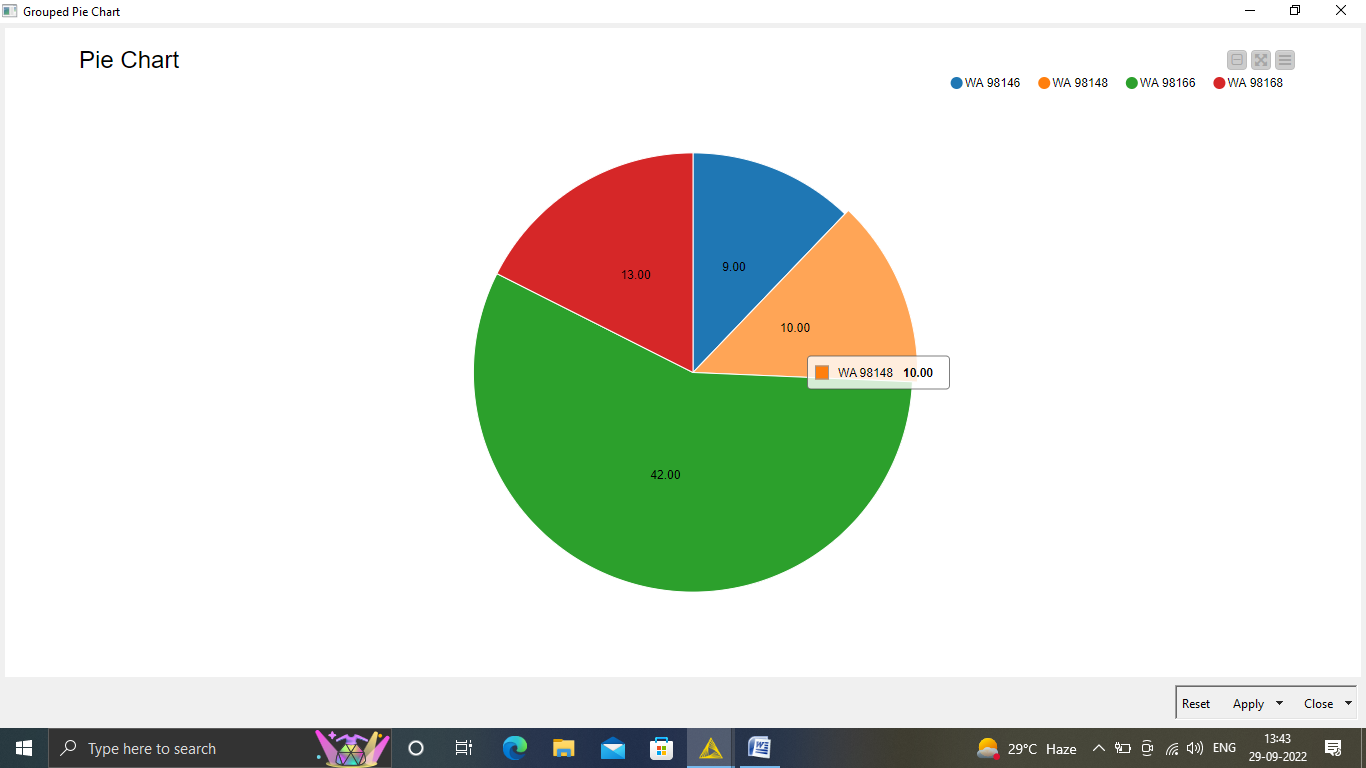 Grouped Pie Chart
Pie Chart
WA 98146 WA 98148 WA 98166 WA 98168
13.00 9.00
10.00
WA 98148 10.00
42.00
Reset Apply Close
Type here to search
29°C Haze ENG 13:43
29-09-2022